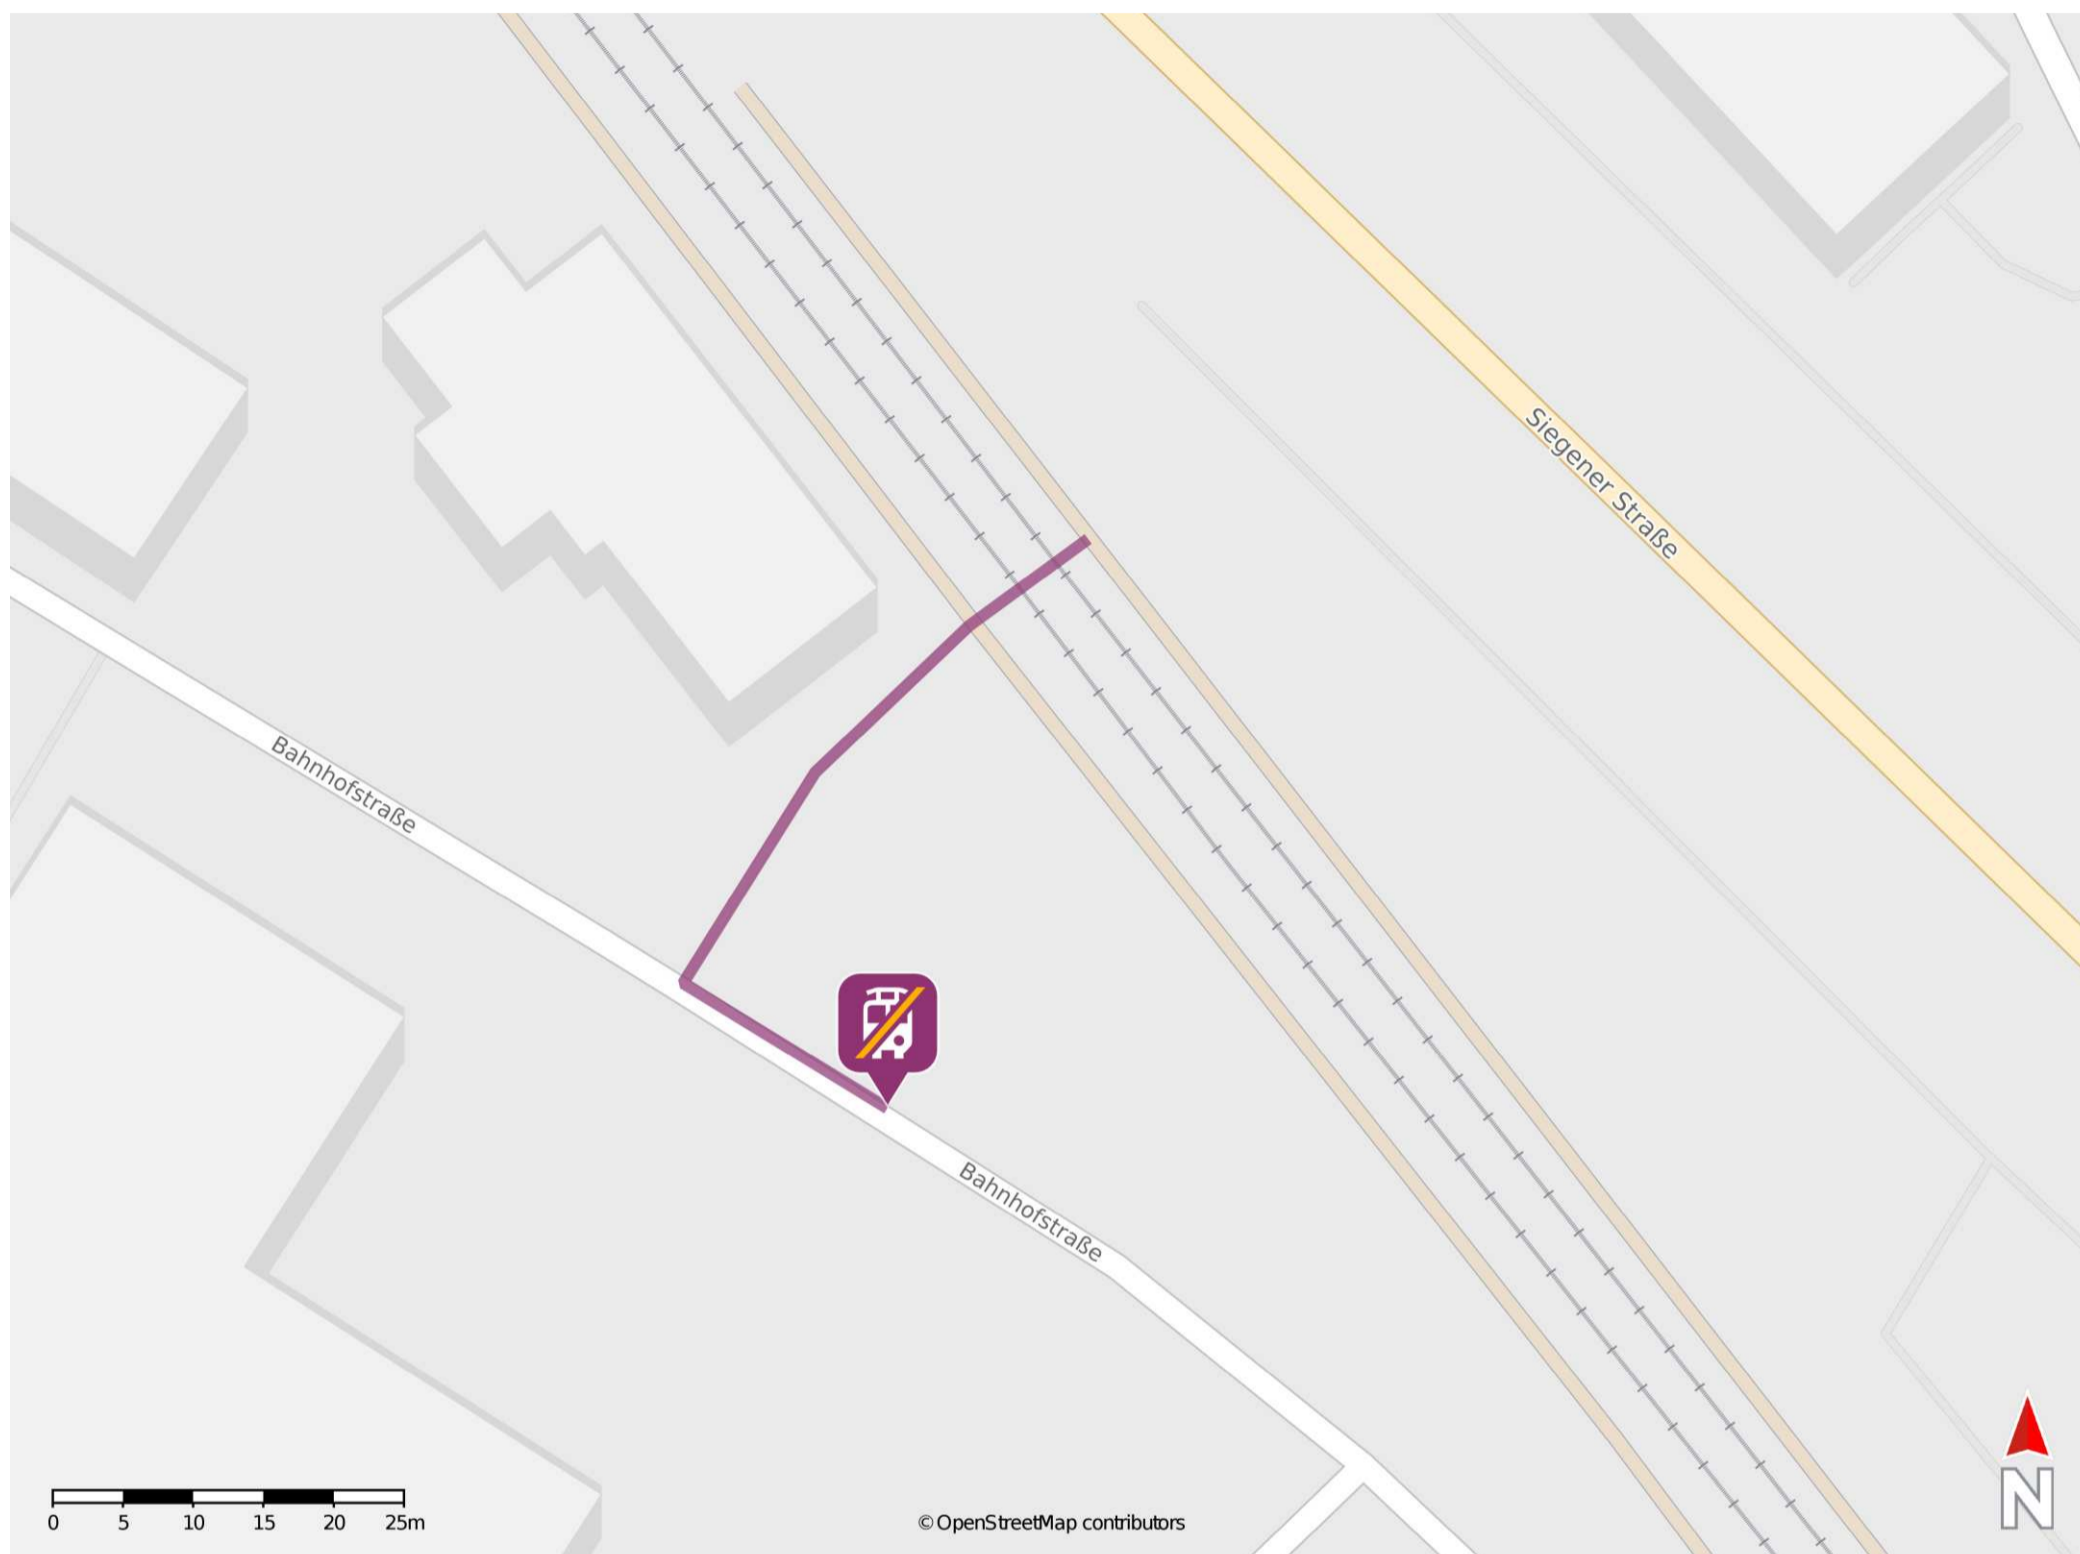 Siegener Straße
Bahnhofstraße
Bahnhofstraße
N
0 5 10 15 20 25m
© OpenStreetMap contributors